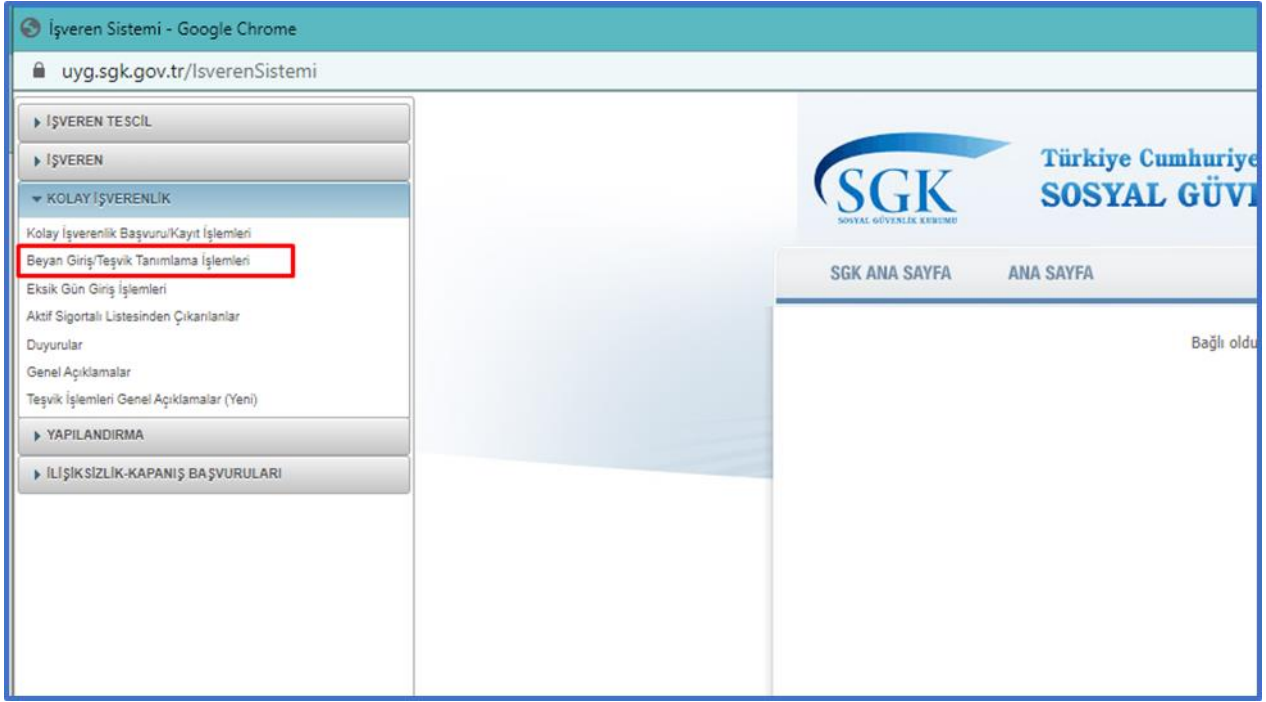 İşveren Sistemi - Google Chrome
uyg.sgk.gov.tr/IsverenSistemi
İŞVEREN TESCİL
İŞVEREN
KOLAY İŞVERENLİK
Kolay İşverenlik Başvuru/Kayıt İşlemleri
Beyan Giriş/Teşvik Tanımlama İşlemleri
Eksik Gün Giriş İşlemleri
Aktif Sigortalı Listesinden Çıkarılanlar
Duyurular
Genel Açıklamalar
Teşvik İşlemleri Genel Açıklamalar (Yeni)
YAPILANDIRMA
İLİŞİKSİZLİK-KAPANIŞ BAŞVURULARI
SGK
SOSYAL GÜVENLİK KURUMU
Türkiye Cumhuriye
SOSYAL GÜVE
SGK ANA SAYFA ANA SAYFA
Bağlı oldu